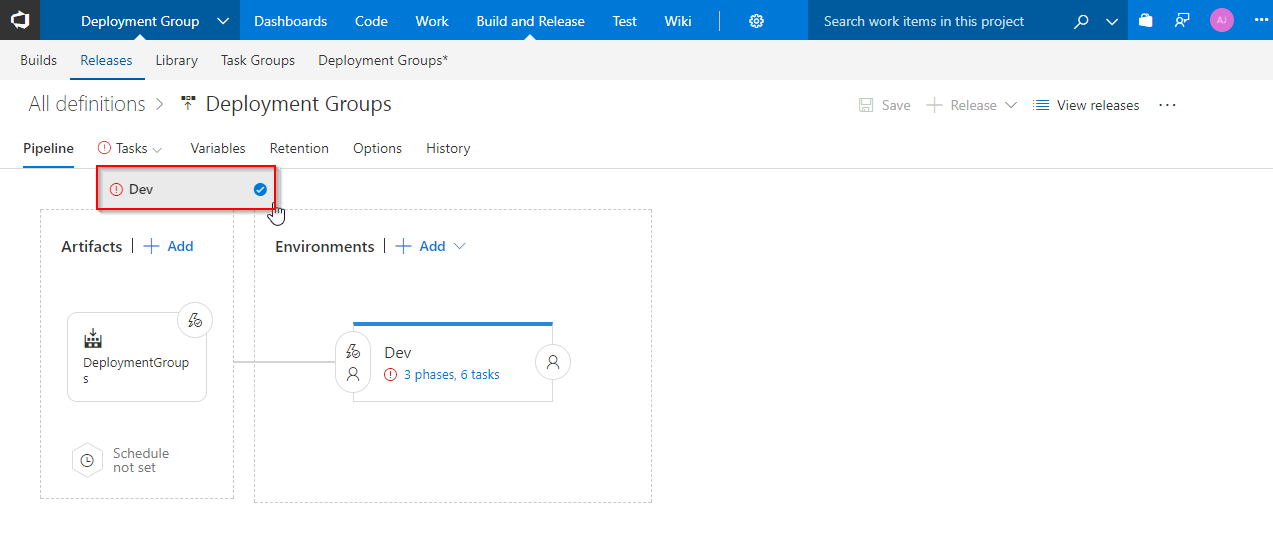 Deployment Group Dashboards Code Work Build and Release Test Wiki Search work items in this project AJ
Builds Releases Library Task Groups Deployment Groups*
All definitions > Deployment Groups Save Release View releases ...
Pipeline Tasks Variables Retention Options History
Dev
Artifacts | + Add Environments | + Add
Dev
DeploymentGroup
s
3 phases, 6 tasks
Schedule
not set